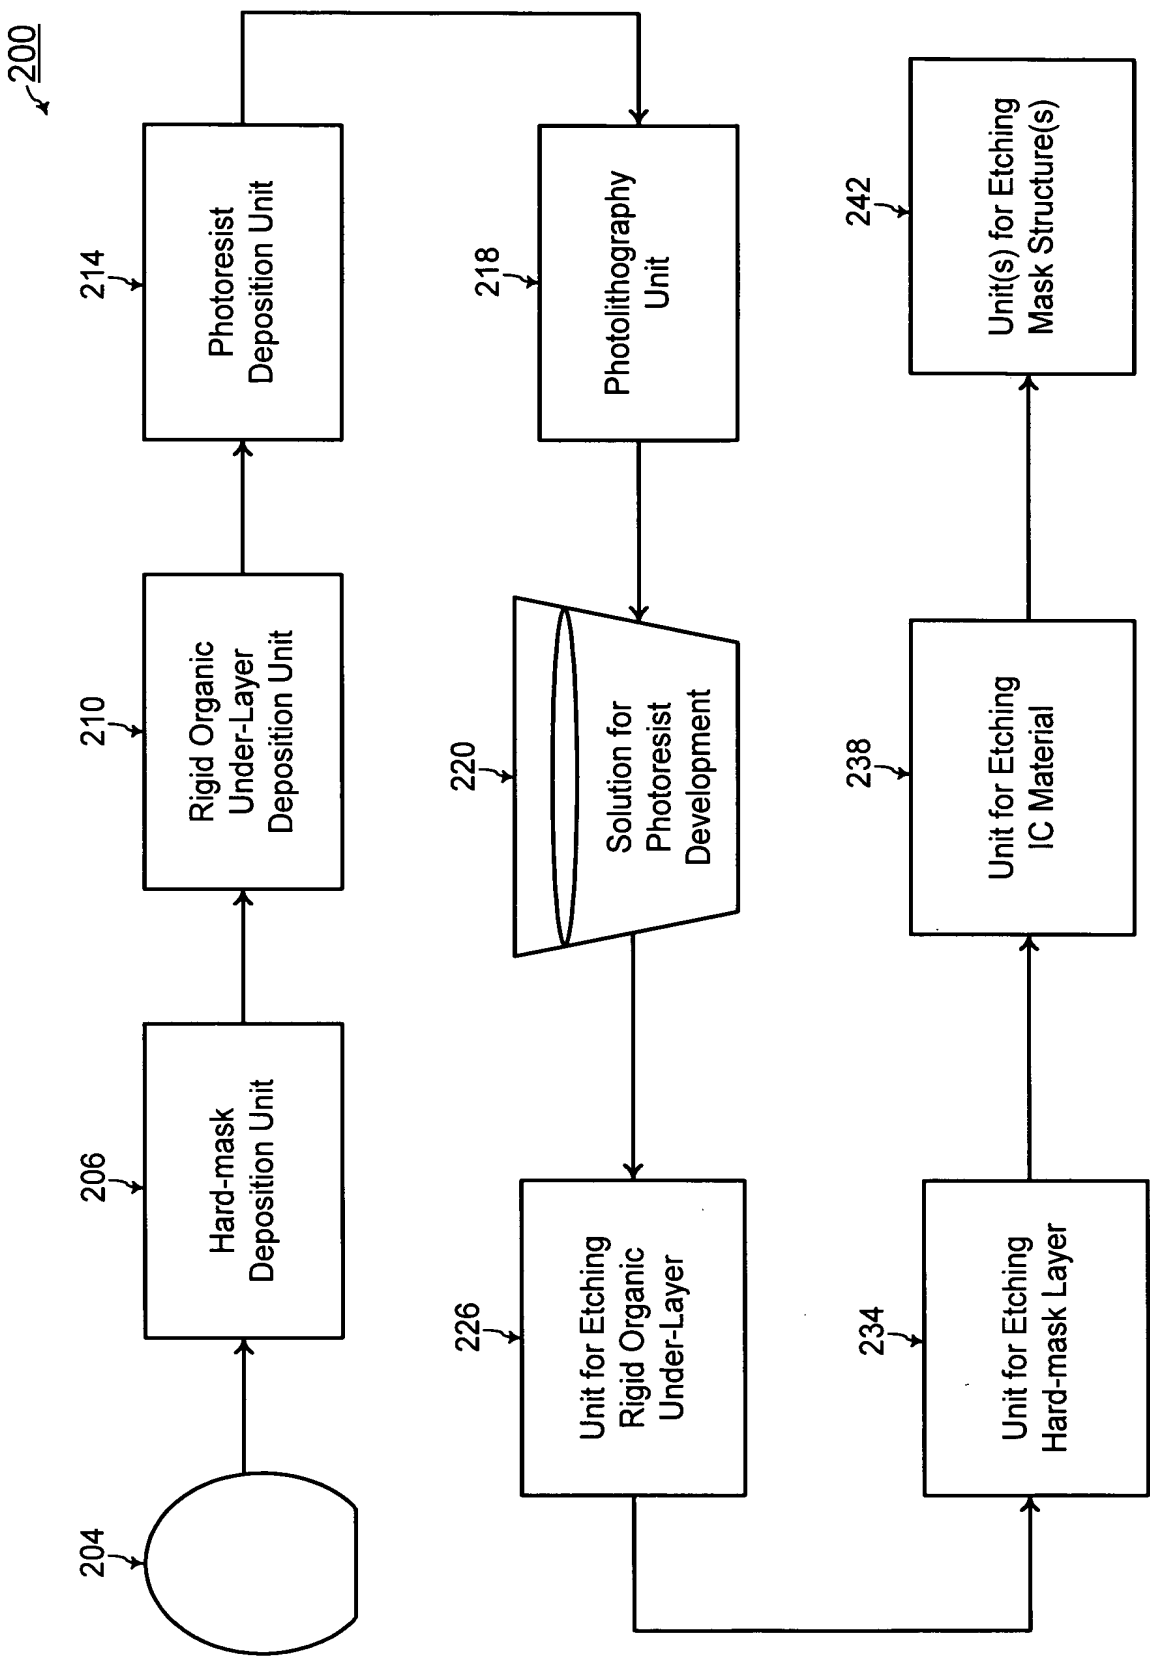 200
204
206
Hard-mask
Deposition Unit
210
Rigid Organic
Under-Layer
Deposition Unit
214
Photoresist
Deposition Unit
218
Photolithography
Unit
220
Solution for
Photoresist
Development
226
Unit for Etching
Rigid Organic
Under-Layer
234
Unit for Etching
Hard-mask Layer
238
Unit for Etching
IC Material
242
Unit(s) for Etching
Mask Structure(s)